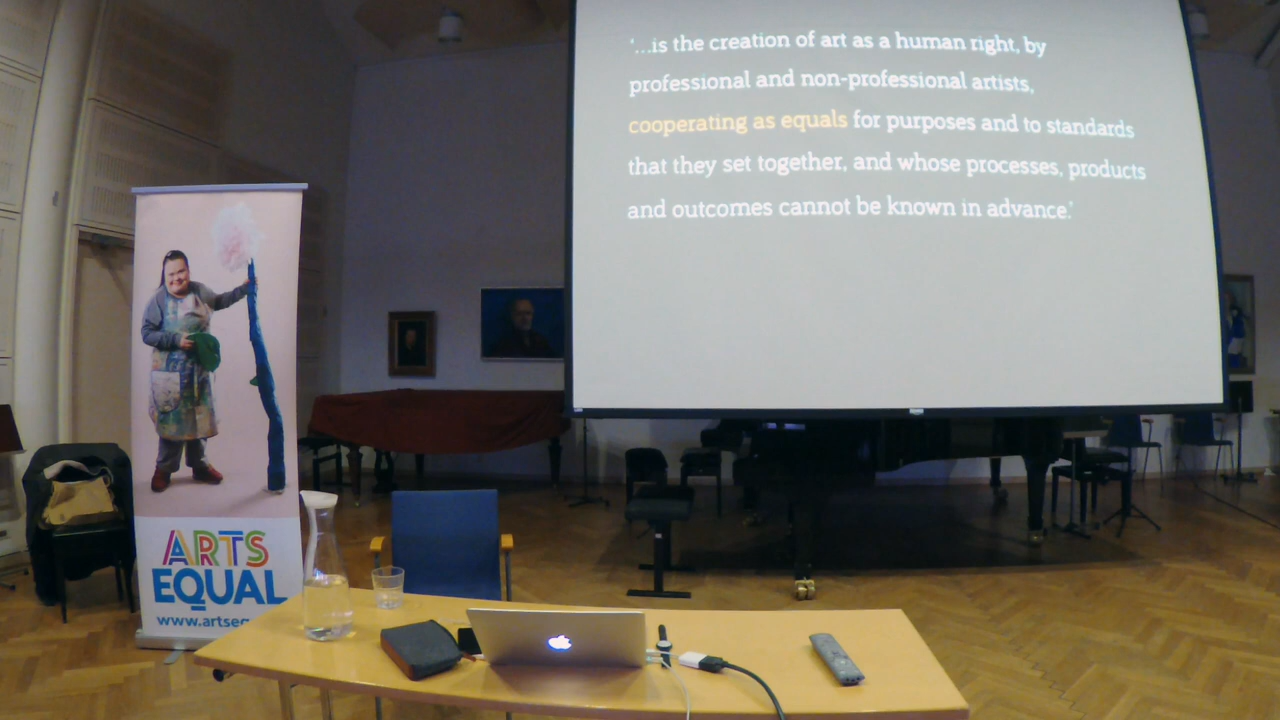 '...is the creation of art as a human right, by
professional and non-professional artists,
cooperating as equals for purposes and to standards
that they set together, and whose processes, products
and outcomes cannot be known in advance.'
ARTS
EQUAL